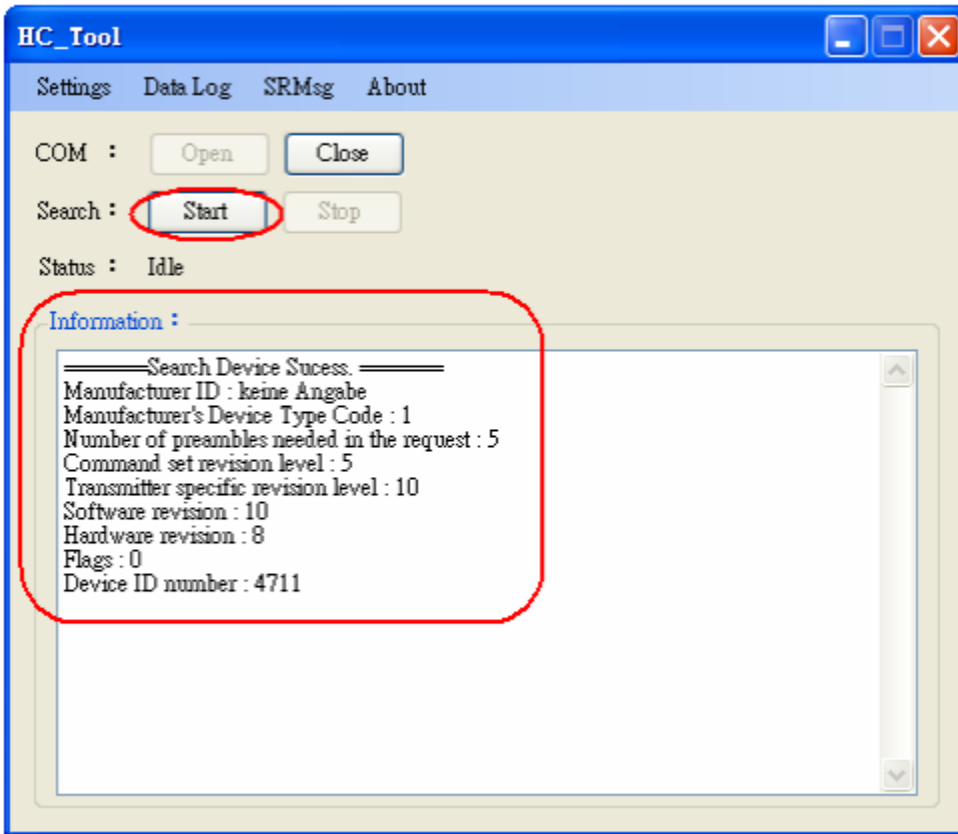 HC_Tool
Settings Data Log SRMsg About
COM : Open Close
Search : Start Stop
Status : Idle
Information :
══════Search Device Sucess. ══════
Manufacturer ID : keine Angabe
Manufacturer's Device Type Code : 1
Number of preambles needed in the request : 5
Command set revision level : 5
Transmitter specific revision level : 10
Software revision : 10
Hardware revision : 8
Flags : 0
Device ID number : 4711